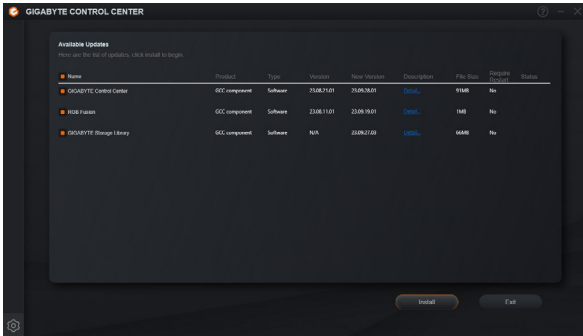 GIGABYTE CONTROL CENTER
Available Updates
Here are the list of updates, click install to begin.
Name Product Type Version New Version Description File Size Require Restart Status
GIGABYTE Control Center GCC component Software 23.08.21.01 23.09.28.01 Detail... 91MB No
RGB Fusion GCC component Software 23.08.11.01 23.09.19.01 Detail... 1MB No
GIGABYTE Storage Library GCC component Software N/A 23.09.27.03 Detail... 66MB No
Install Exit